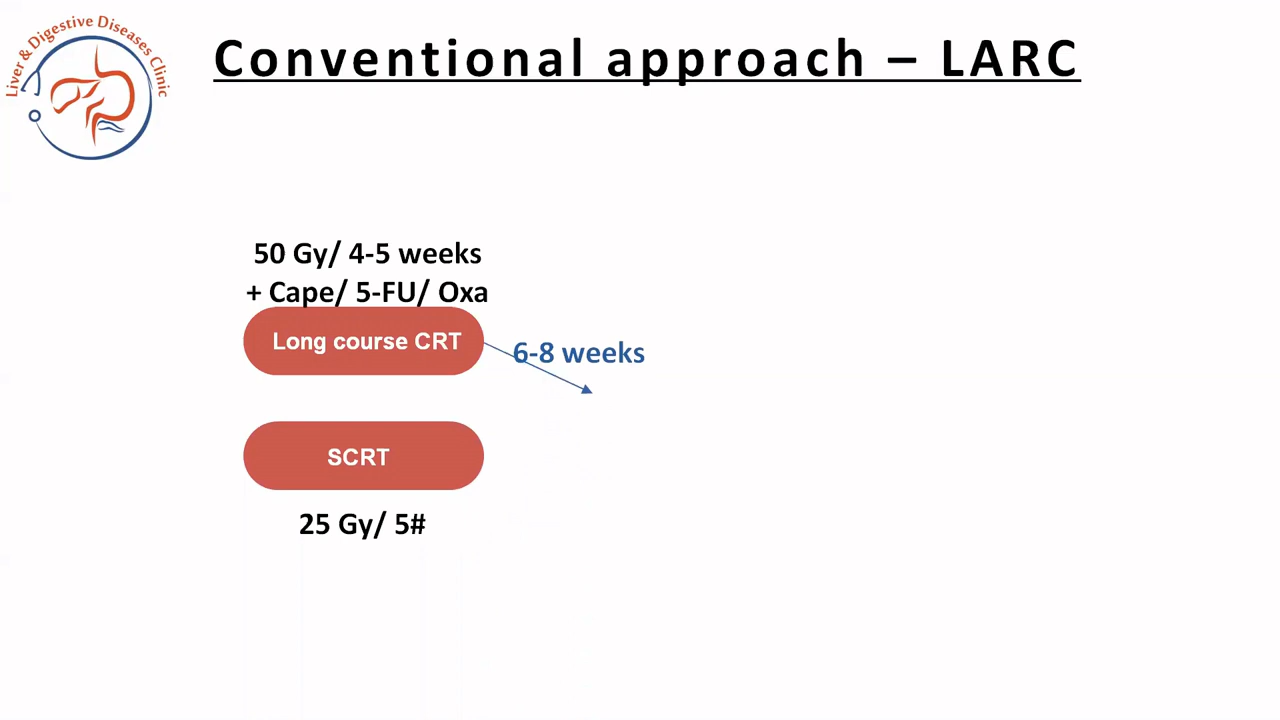 Liver & Digestive Diseases Clinic
Conventional approach – LARC
50 Gy/ 4-5 weeks
+ Cape/ 5-FU/ Oxa
Long course CRT
6-8 weeks
SCRT
25 Gy/ 5#